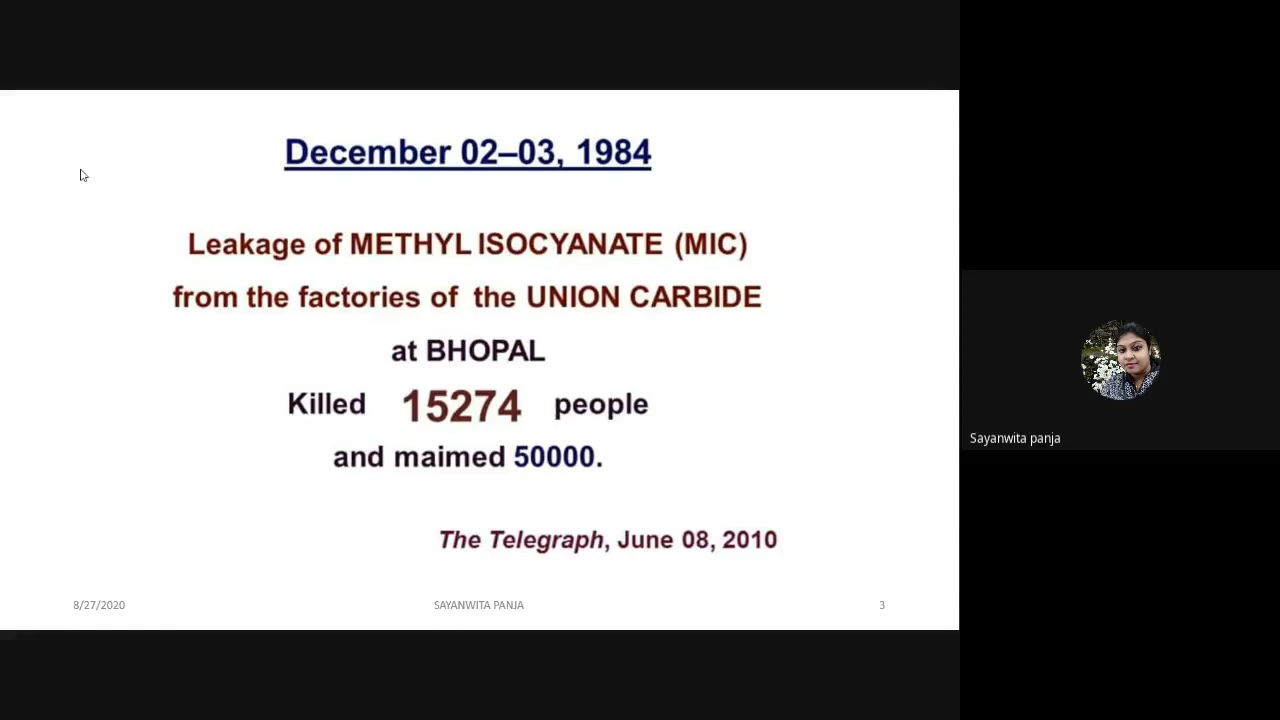 December 02–03, 1984
Leakage of METHYL ISOCYANATE (MIC)
from the factories of the UNION CARBIDE
at BHOPAL
Killed 15274 people
and maimed 50000.
The Telegraph, June 08, 2010
8/27/2020 SAYANWITA PANJA 3
Sayanwita panja